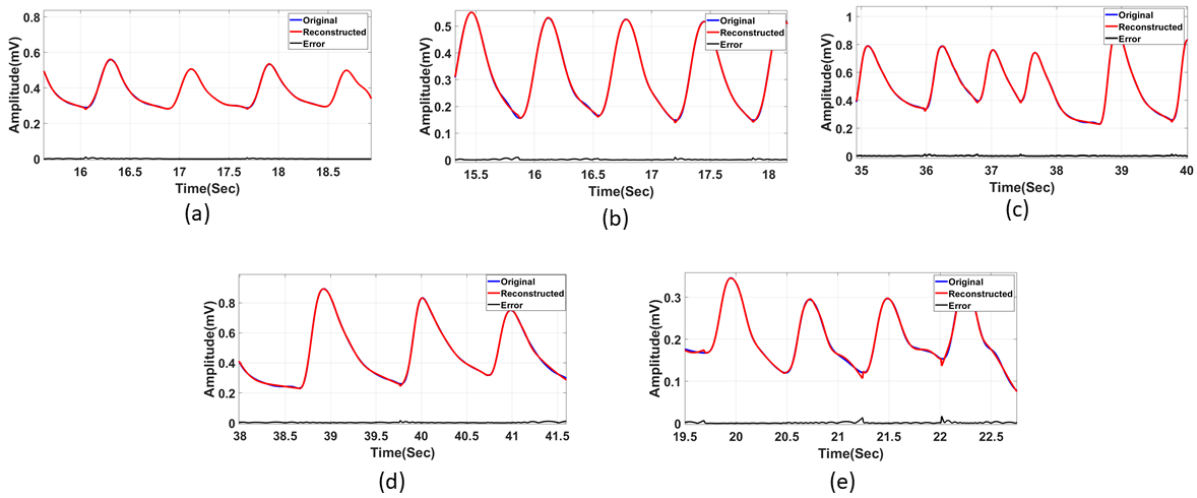 Amplitude(mV)
0.8
0.6
0.4
0.2
0
Original
Reconstructed
Error
16 16.5 17 17.5 18 18.5
Time(Sec)
(a)
Amplitude(mV)
0.5
0.4
0.3
0.2
0.1
0
Original
Reconstructed
Error
15.5 16 16.5 17 17.5 18
Time(Sec)
(b)
Amplitude(mV)
1
0.8
0.6
0.4
0.2
0
Original
Reconstructed
Error
35 36 37 38 39 40
Time(Sec)
(c)
Amplitude(mV)
0.8
0.6
0.4
0.2
0
Original
Reconstructed
Error
38 38.5 39 39.5 40 40.5 41 41.5
Time(Sec)
(d)
Amplitude(mV)
0.3
0.2
0.1
0
Original
Reconstructed
Error
19.5 20 20.5 21 21.5 22 22.5
Time(Sec)
(e)